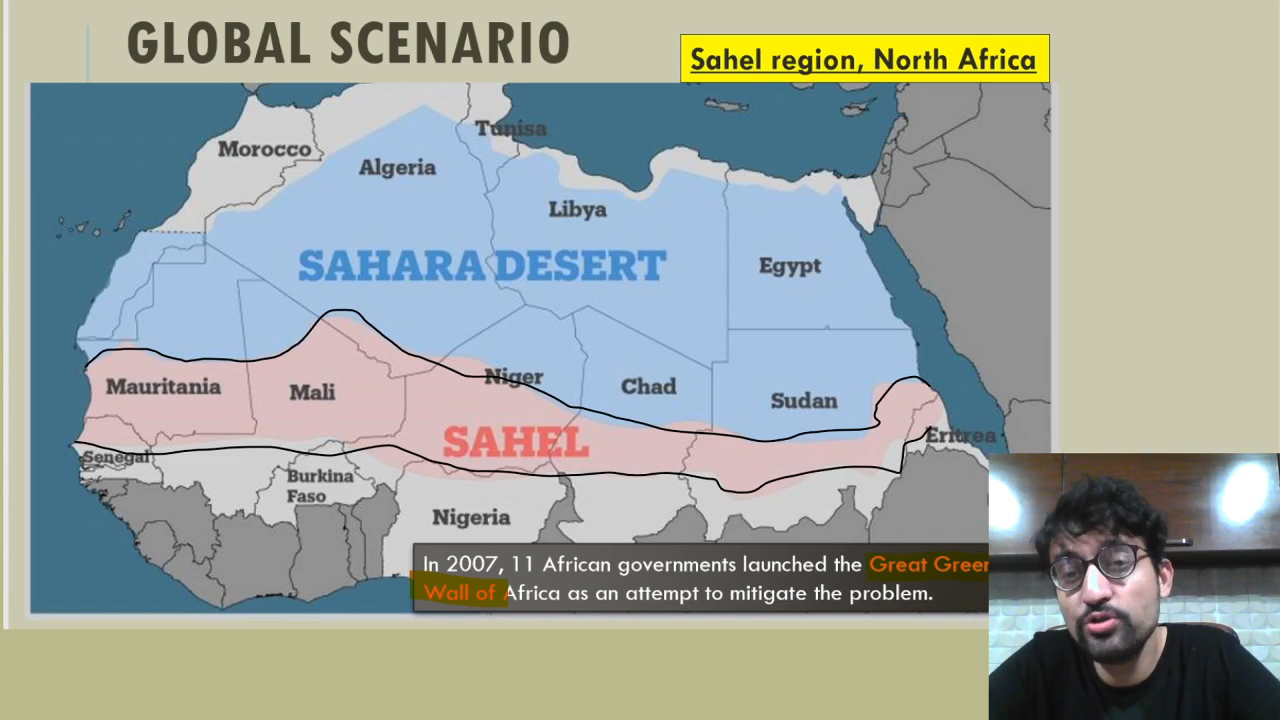 GLOBAL SCENARIO
Sahel region, North Africa
Tunisa
Morocco
Algeria
Libya
SAHARA DESERT
Egypt
Mauritania
Mali
Niger
Chad
Sudan
SAHEL
Eritrea
Senegal
Burkina
Faso
Nigeria
In 2007, 11 African governments launched the Great Green
Wall of Africa as an attempt to mitigate the problem.